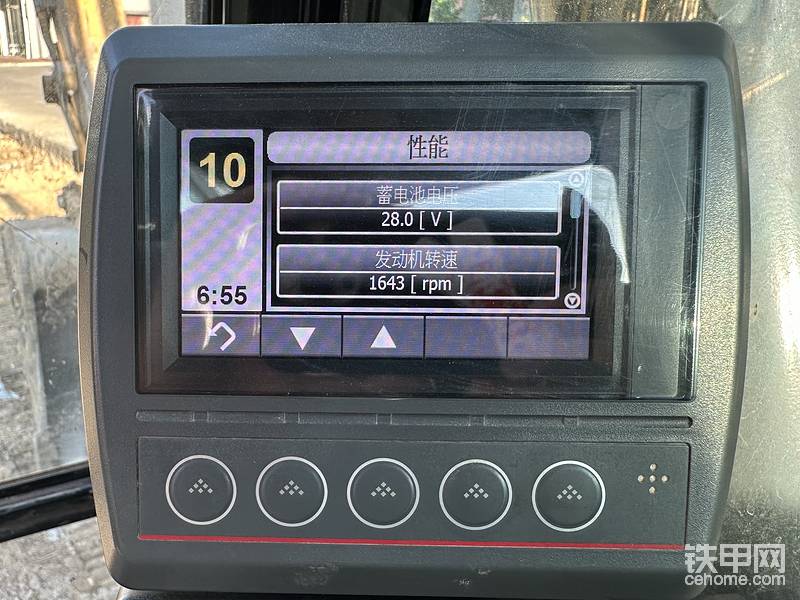 10
性能
蓄电池电压
28.0 [ V ]
发动机转速
1643 [ rpm ]
6:55
铁甲网
cehome.com